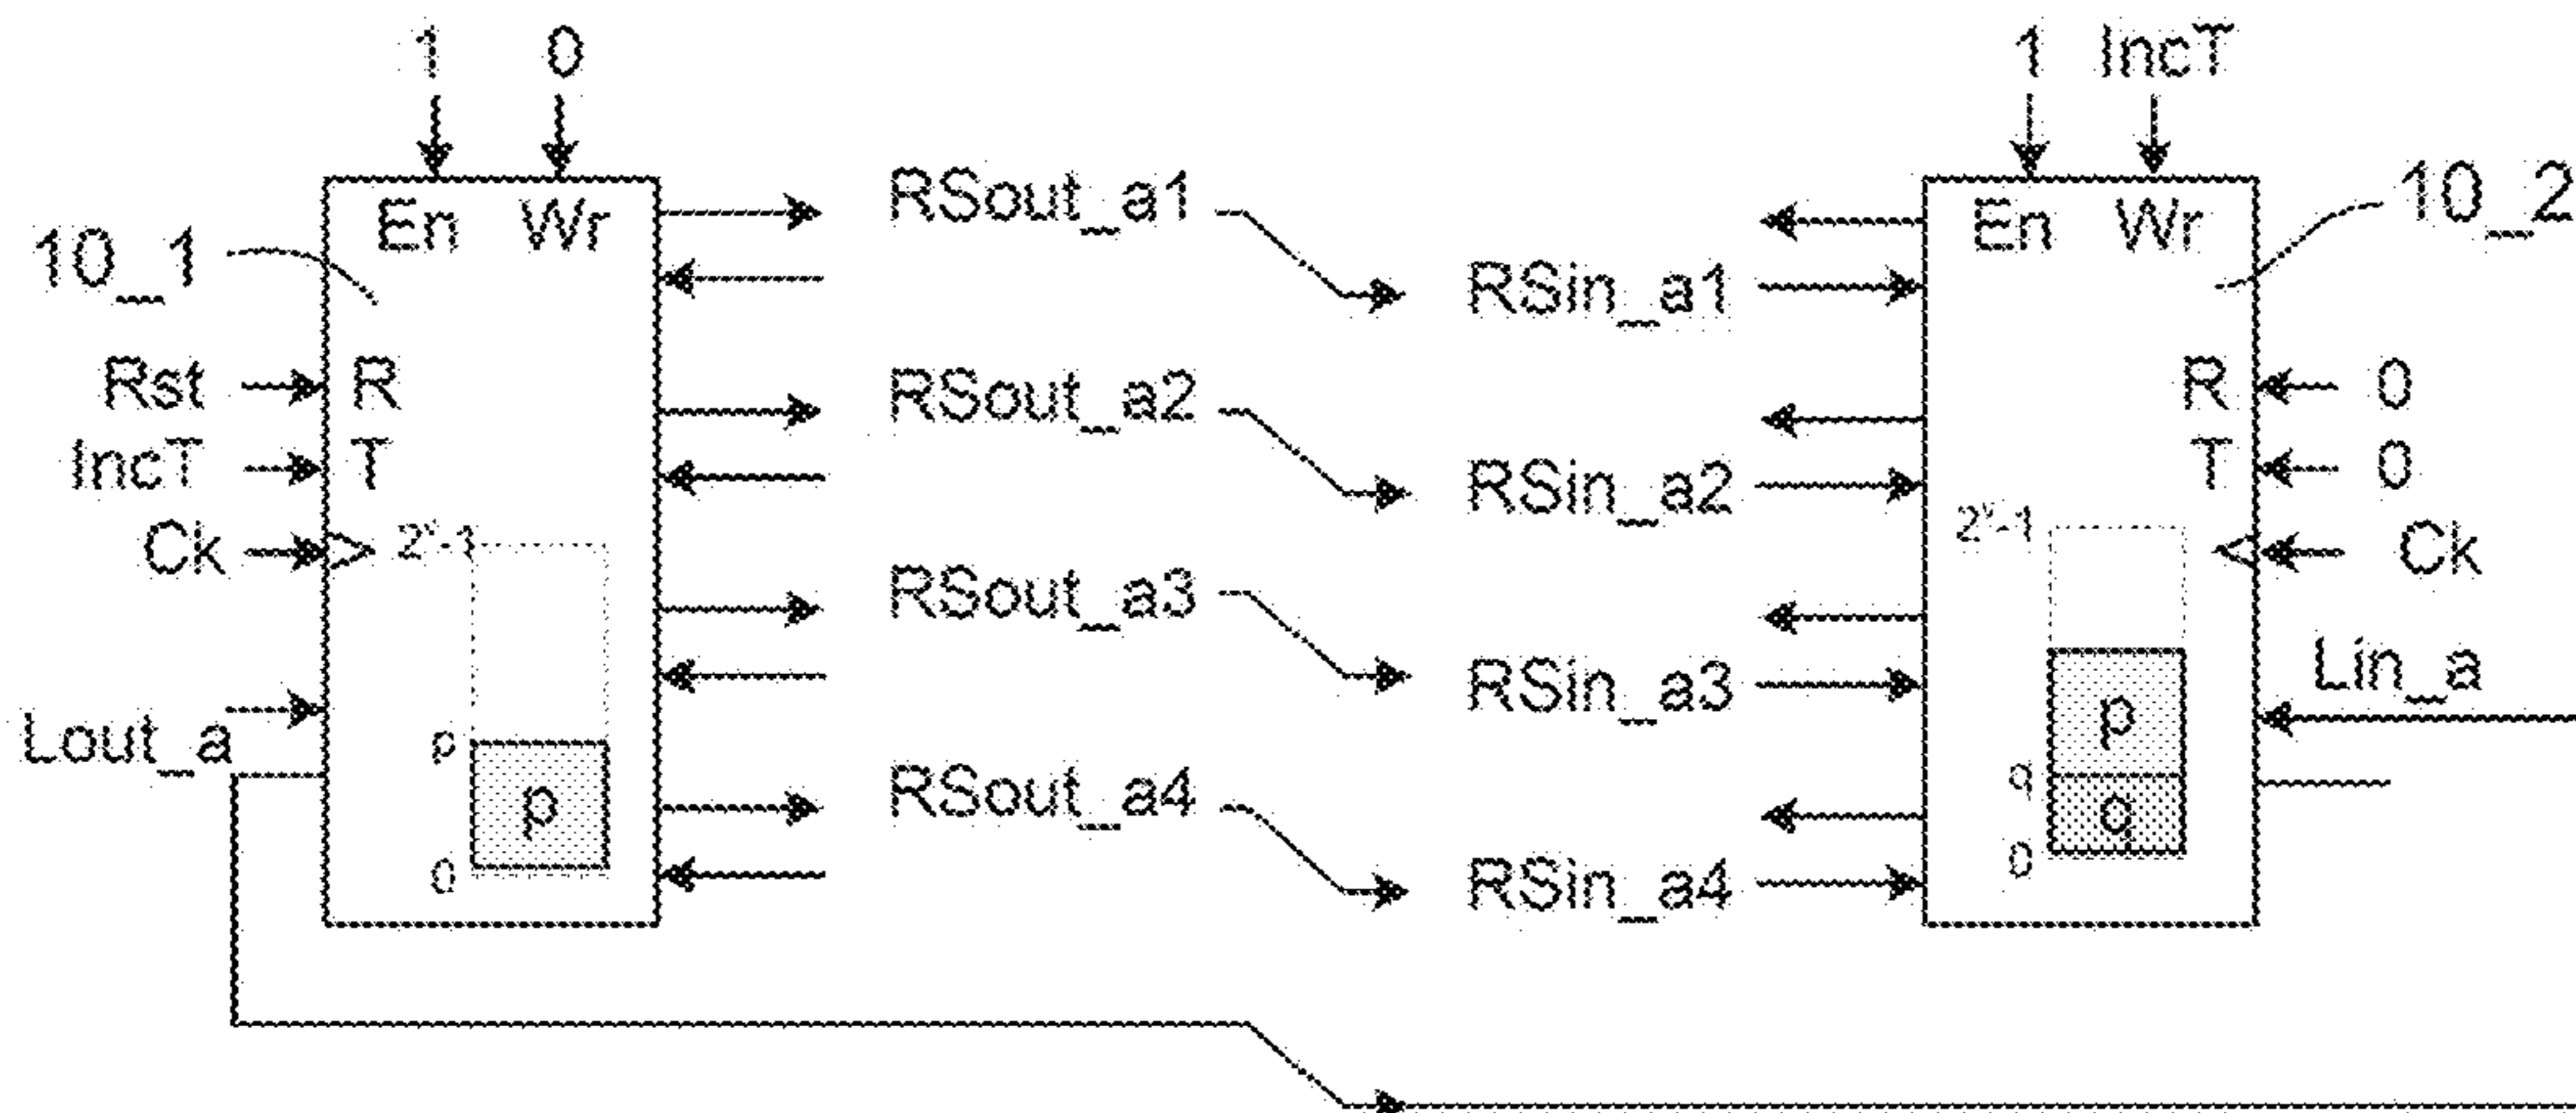 1 0 1 IncT
10_1 En Wr RSout_a1 En Wr 10_2
RSin_a1
Rst R RSout_a2 R 0
IncT T RSin_a2 T 0
Ck Ck
RSout_a3 Lin_a
Lout_a p RSin_a3 p
p RSout_a4 q q
0 RSin_a4 0